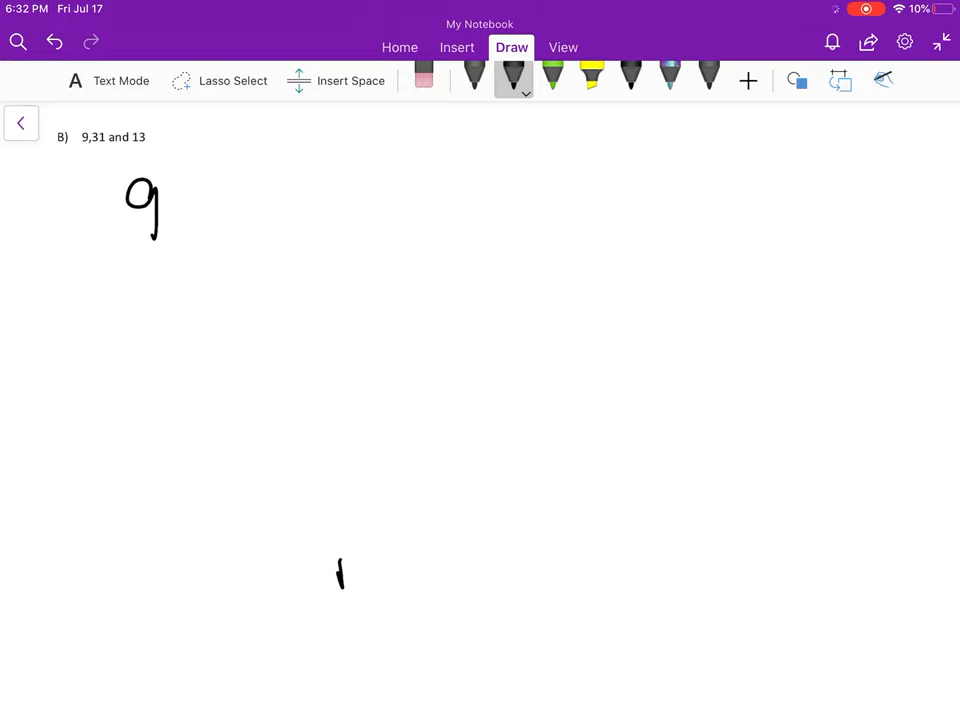 6:32 PM Fri Jul 17 10%
My Notebook
Home Insert Draw View
A Text Mode Lasso Select Insert Space
B) 9,31 and 13
9